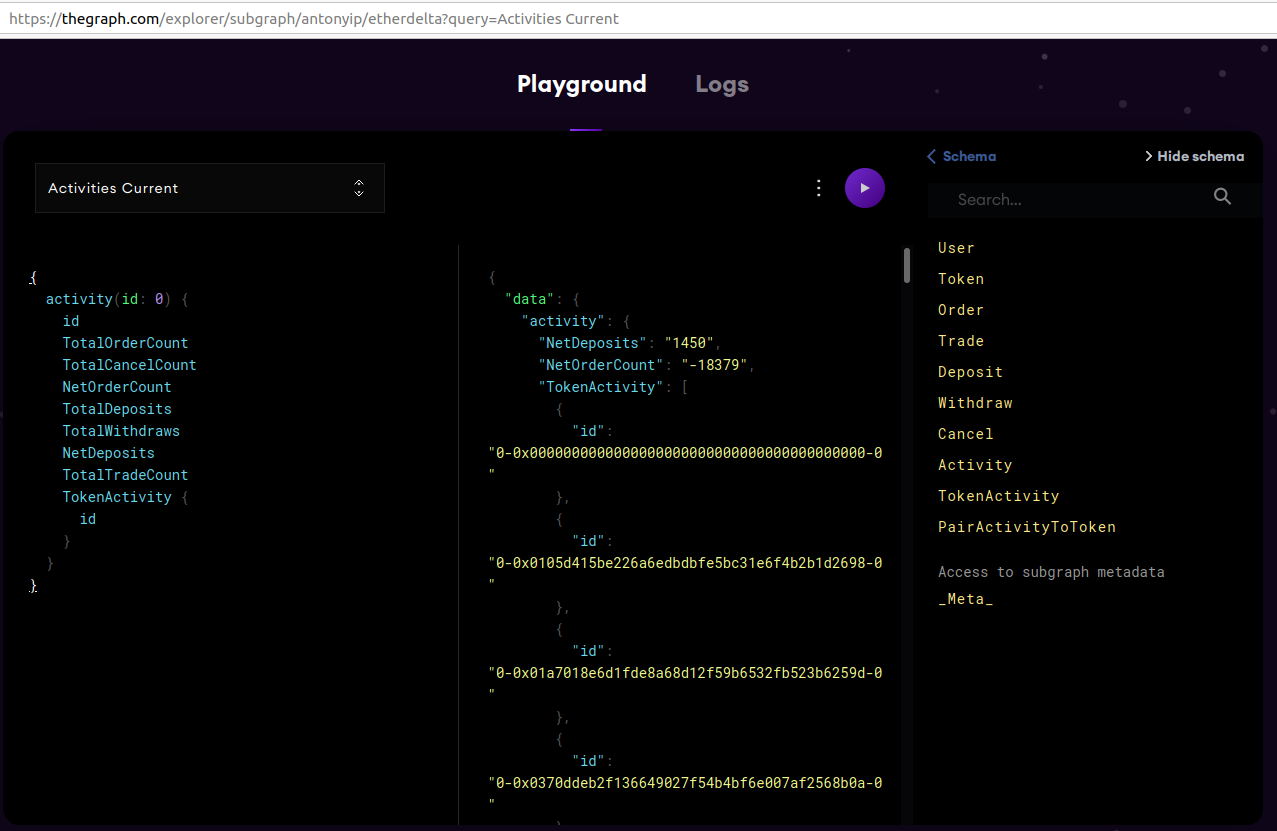 https://thegraph.com/explorer/subgraph/antonyip/etherdelta?query=Activities Current
Playground Logs
Activities Current
{
activity(id: 0) {
id
TotalOrderCount
TotalCancelCount
NetOrderCount
TotalDeposits
TotalWithdraws
NetDeposits
TotalTradeCount
TokenActivity {
id
}
}
}
{
"data": {
"activity": {
"NetDeposits": "1450",
"NetOrderCount": "-18379",
"TokenActivity": [
{
"id":
"0-0x0000000000000000000000000000000000000000-0
"
},
{
"id":
"0-0x0105d415be226a6edbdbfe5bc31e6f4b2b1d2698-0
"
},
{
"id":
"0-0x01a7018e6d1fde8a68d12f59b6532fb523b6259d-0
"
},
{
"id":
"0-0x0370ddeb2f136649027f54b4bf6e007af2568b0a-0
"
}
Schema
Hide schema
Search...
User
Token
Order
Trade
Deposit
Withdraw
Cancel
Activity
TokenActivity
PairActivityToToken
Access to subgraph metadata
_Meta_